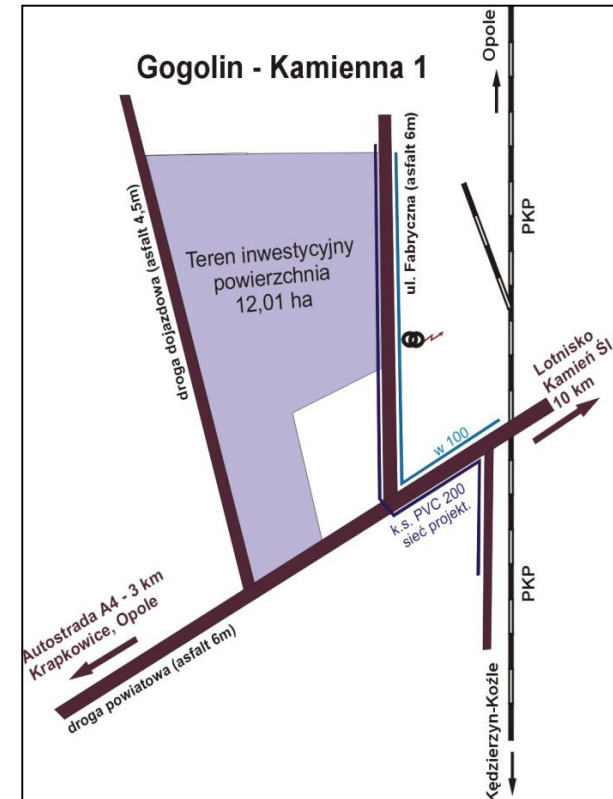 Opole
Gogolin - Kamienna 1
PKP
ul. Fabryczna (asfalt 6m)
droga dojazdowa (asfalt 4,5m)
Teren inwestycyjny
powierzchnia
12,01 ha
Lotnisko
Kamień Śl
10 km
w 100
k.s. PVC 200
sieć projekt.
Autostrada A4 - 3 km
Krapkowice, Opole
droga powiatowa (asfalt 6m)
PKP
Kędzierzyn-Koźle